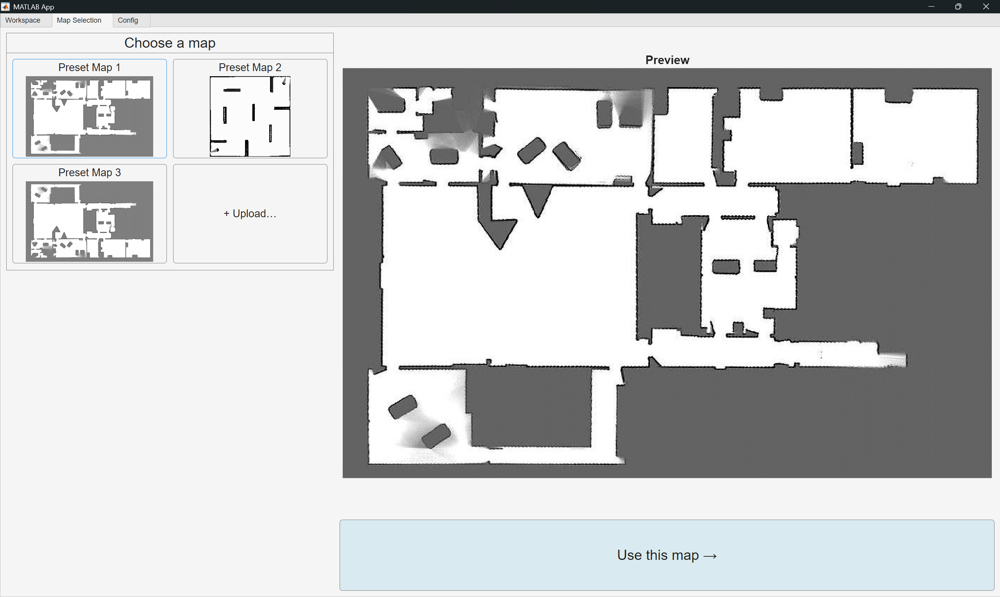 MATLAB App
Workspace
Map Selection
Config
Choose a map
Preset Map 1
Preset Map 2
Preset Map 3
+ Upload...
Preview
Use this map →